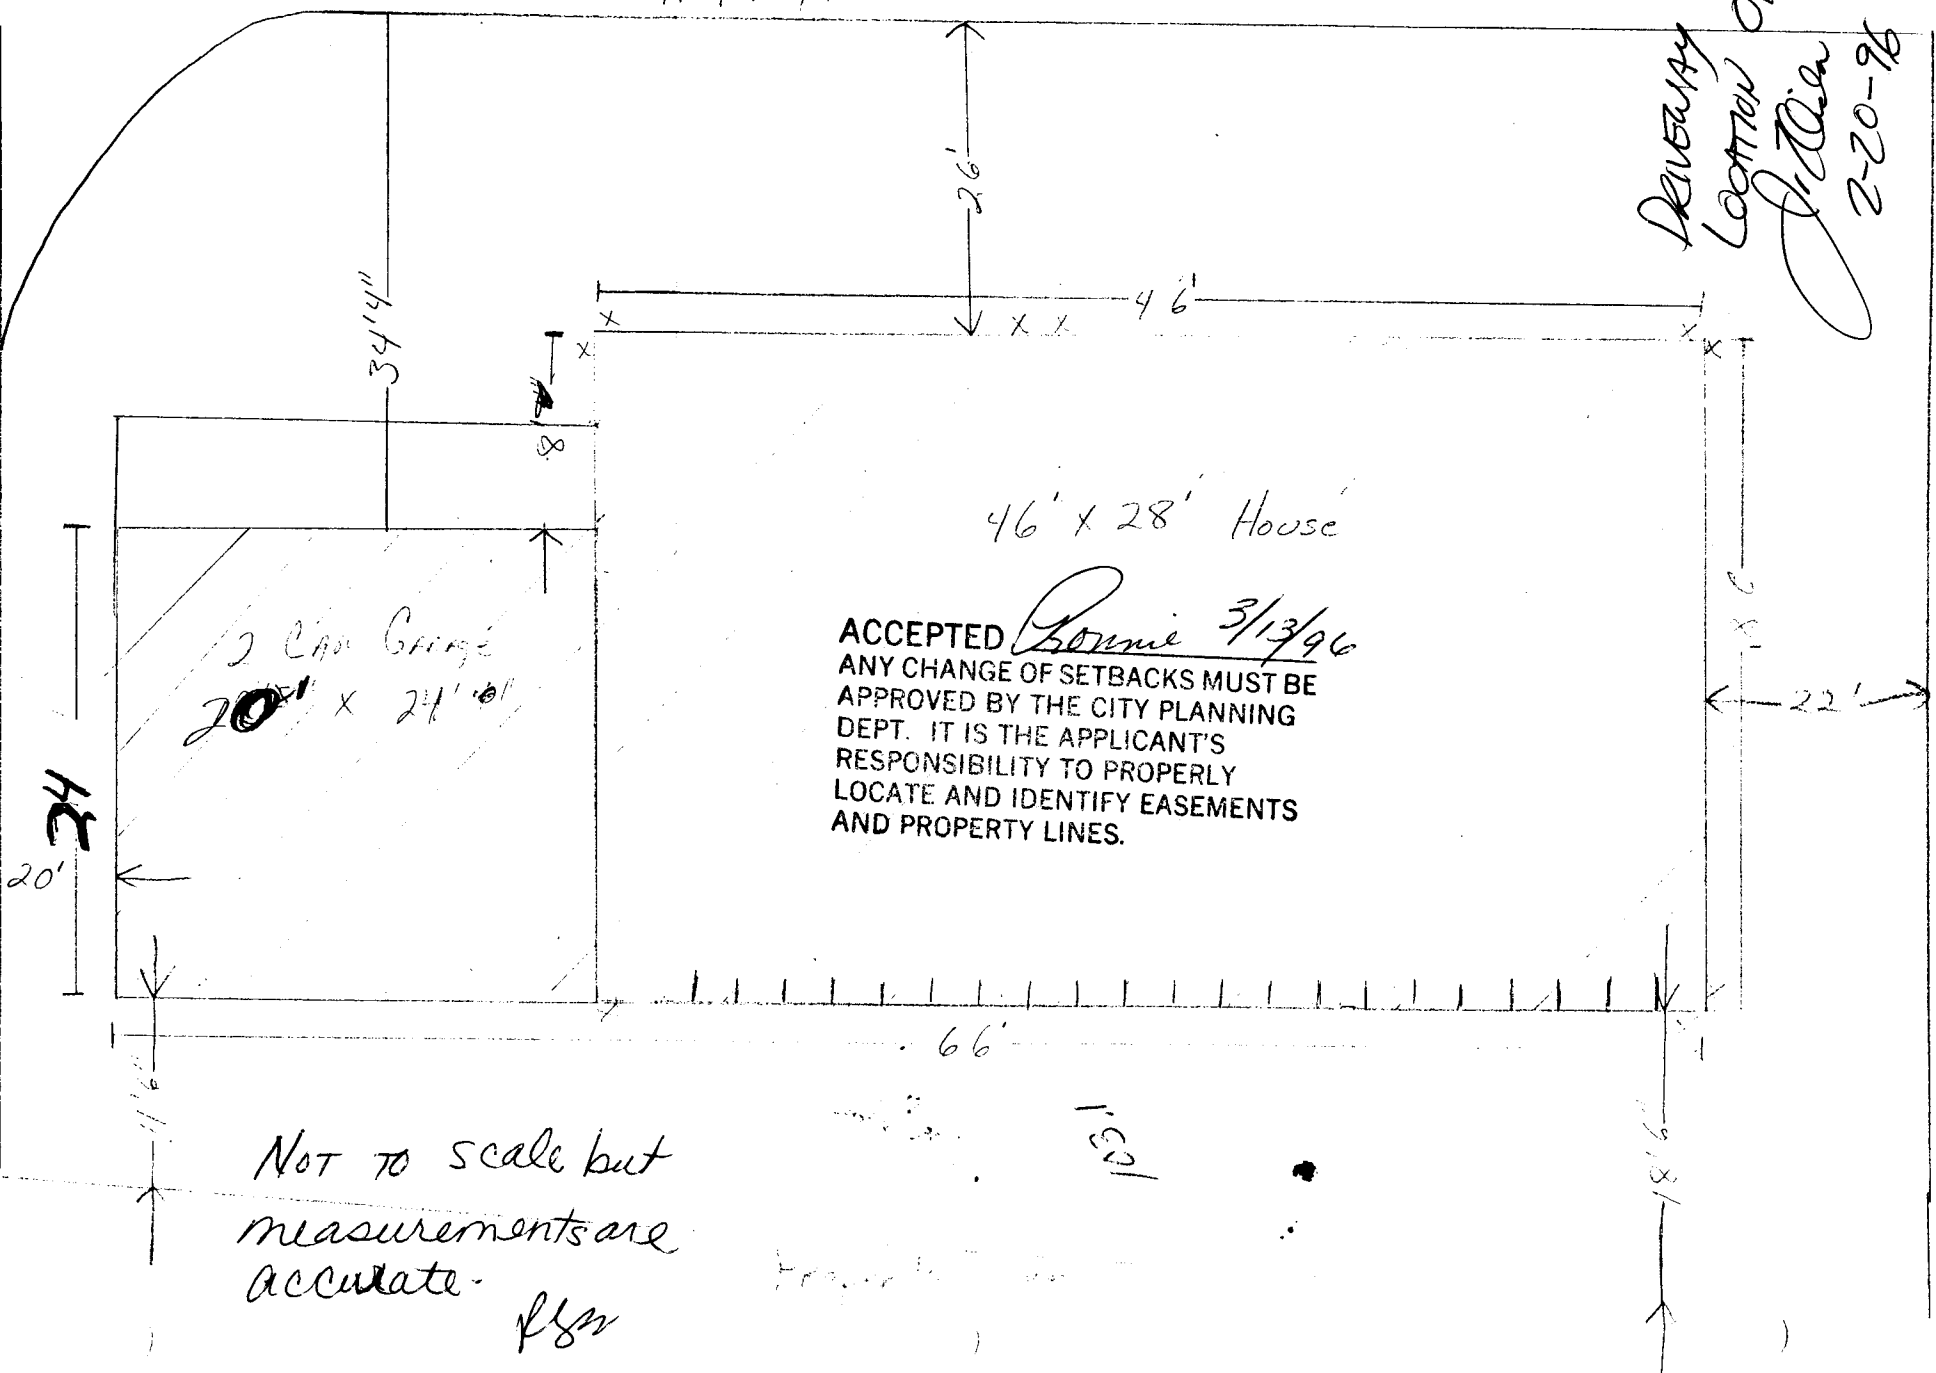 DRIVEWAY
LOCATION
2-20-96
26'
46'
34'4"
8'
46' X 28' House
2 CAR GARAGE
20' X 24'
24
20'
22'
ACCEPTED Ronnie 3/13/96
ANY CHANGE OF SETBACKS MUST BE
APPROVED BY THE CITY PLANNING
DEPT. IT IS THE APPLICANT'S
RESPONSIBILITY TO PROPERLY
LOCATE AND IDENTIFY EASEMENTS
AND PROPERTY LINES.
66'
18'6"
103.1
NOT TO scale but
measurements are
accurate.